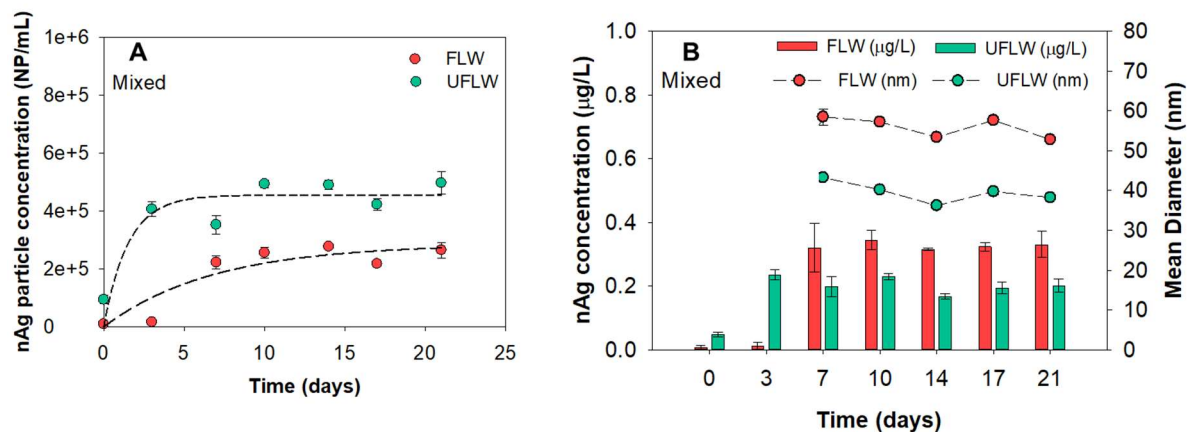 A
Mixed
FLW
UFLW
nAg particle concentration (NP/mL)
1e+6
8e+5
6e+5
4e+5
2e+5
0
0 5 10 15 20 25
Time (days)
B
Mixed
FLW (µg/L) UFLW (µg/L)
FLW (nm) UFLW (nm)
nAg concentration (µg/L)
1.0
0.8
0.6
0.4
0.2
0.0
Mean Diameter (nm)
80
70
60
50
40
30
20
10
0
0 3 7 10 14 17 21
Time (days)